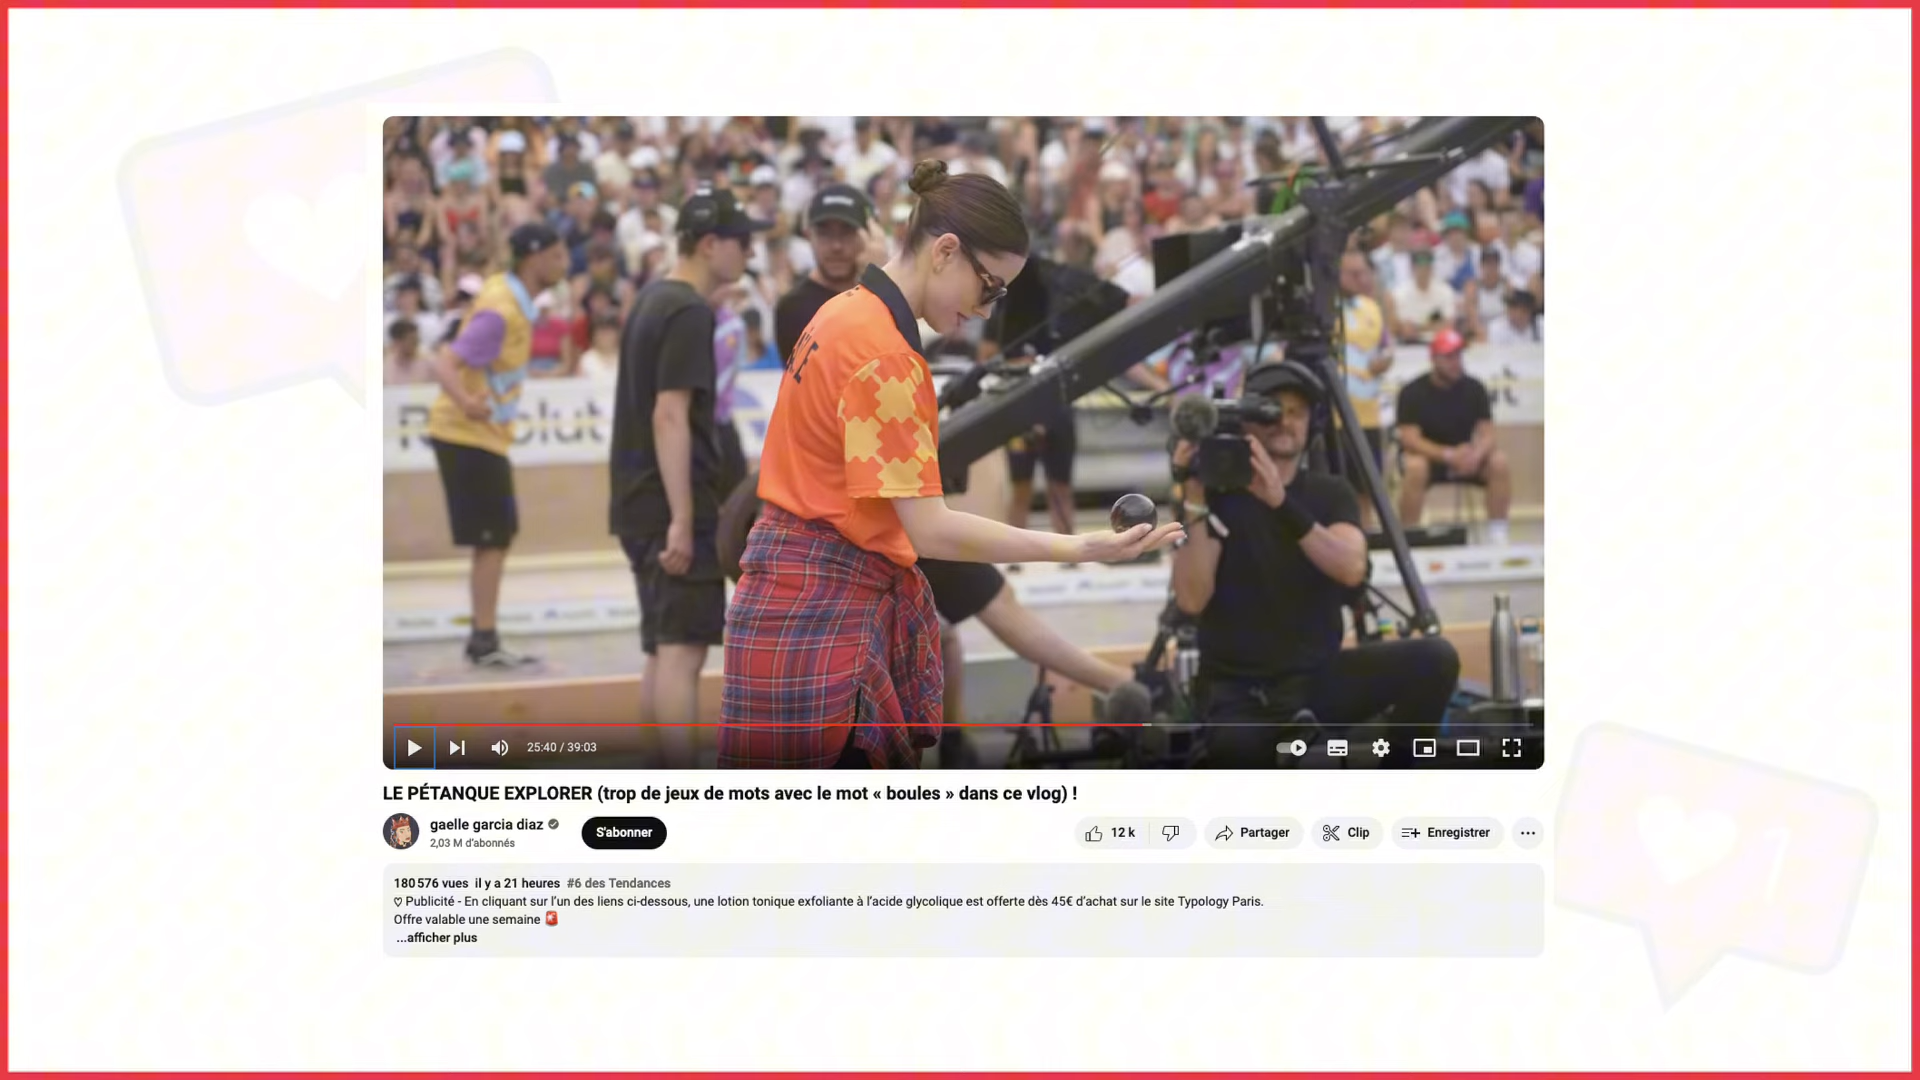 25:40 / 39:03
LE PÉTANQUE EXPLORER (trop de jeux de mots avec le mot « boules » dans ce vlog) !
gaelle garcia diaz
2,03 M d'abonnés
S'abonner
12 k
Partager
Clip
Enregistrer
180 576 vues il y a 21 heures #6 des Tendances
♡ Publicité - En cliquant sur l'un des liens ci-dessous, une lotion tonique exfoliante à l'acide glycolique est offerte dès 45€ d'achat sur le site Typology Paris.
Offre valable une semaine 🚨
...afficher plus